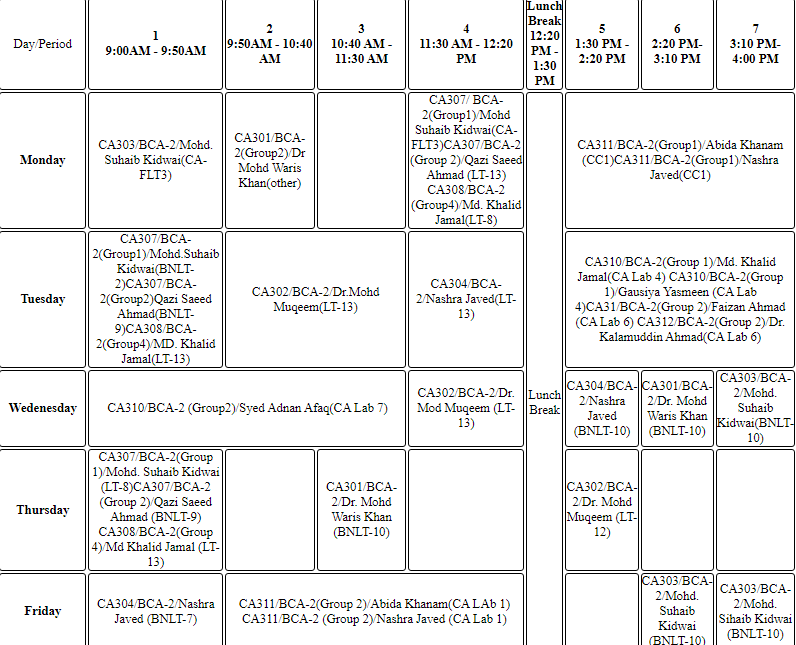 Day/Period
1
9:00AM - 9:50AM
2
9:50AM - 10:40
AM
3
10:40 AM -
11:30 AM
4
11:30 AM - 12:20
PM
Lunch
Break
12:20
PM -
1:30
PM
5
1:30 PM -
2:20 PM
6
2:20 PM-
3:10 PM
7
3:10 PM-
4:00 PM
Monday
CA303/BCA-2/Mohd.
Suhaib Kidwai(CA-
FLT3)
CA301/BCA-
2(Group2)/Dr
Mohd Waris
Khan(other)
CA307/ BCA-
2(Group1)/Mohd
Suhaib Kidwai(CA-
FLT3)CA307/BCA-2
(Group 2)/Qazi Saeed
Ahmad (LT-13)
CA308/BCA-2
(Group4)/Md. Khalid
Jamal(LT-8)
CA311/BCA-2(Group1)/Abida Khanam
(CC1)CA311/BCA-2(Group1)/Nashra
Javed(CC1)
Tuesday
CA307/BCA-
2(Group1)/Mohd.Suhaib
Kidwai(BNLT-
2)CA307/BCA-
2(Group2)Qazi Saeed
Ahmad(BNLT-
9)CA308/BCA-
2(Group4)/MD. Khalid
Jamal(LT-13)
CA302/BCA-2/Dr.Mohd
Muqeem(LT-13)
CA304/BCA-
2/Nashra Javed(LT-
13)
CA310/BCA-2(Group 1)/Md. Khalid
Jamal(CA Lab 4) CA310/BCA-2(Group
1)/Gausiya Yasmeen (CA Lab
4)CA31/BCA-2(Group 2)/Faizan Ahmad
(CA Lab 6) CA312/BCA-2(Group 2)/Dr.
Kalamuddin Ahmad(CA Lab 6)
Wedenesday
CA310/BCA-2 (Group2)/Syed Adnan Afaq(CA Lab 7)
CA302/BCA-2/Dr.
Mod Muqeem (LT-
13)
Lunch
Break
CA304/BCA-
2/Nashra
Javed
(BNLT-10)
CA301/BCA-
2/Dr. Mohd
Waris Khan
(BNLT-10)
CA303/BCA-
2/Mohd.
Suhaib
Kidwai(BNLT-
10)
Thursday
CA307/BCA-2(Group
1)/Mohd. Suhaib Kidwai
(LT-8)CA307/BCA-2
(Group 2)/Qazi Saeed
Ahmad (BNLT-9)
CA308/BCA-2(Group
4)/Md Khalid Jamal (LT-
13)
CA301/BCA-
2/Dr. Mohd
Waris Khan
(BNLT-10)
CA302/BCA-
2/Dr. Mohd
Muqeem (LT-
12)
Friday
CA304/BCA-2/Nashra
Javed (BNLT-7)
CA311/BCA-2(Group 2)/Abida Khanam(CA LAb 1)
CA311/BCA-2 (Group 2)/Nashra Javed (CA Lab 1)
CA303/BCA-
2/Mohd.
Suhaib
Kidwai
(BNLT-10)
CA303/BCA-
2/Mohd.
Sihaib Kidwai
(BNLT-10)